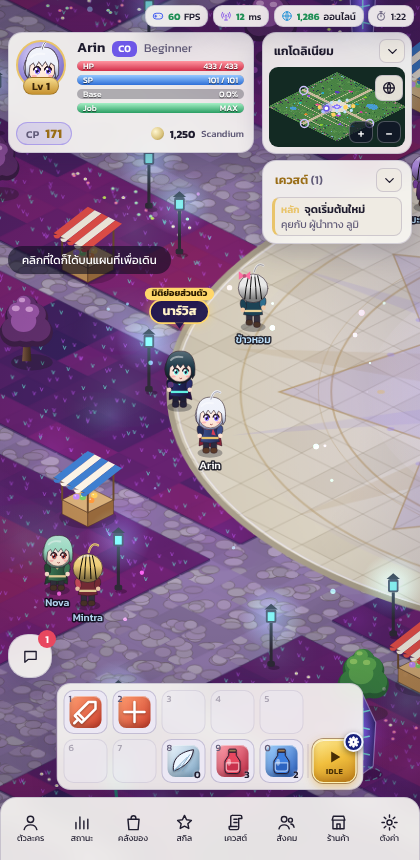 60 FPS
12 ms
1,286 ออนไลน์
1:22
Arin CO Beginner
HP 433 / 433
SP 101 / 101
Base 0.0%
Job MAX
Lv 1
CP 171
1,250 Scandium
แกโดลิเนียม
+ −
เควสต์ (1)
หลัก จุดเริ่มต้นใหม่
คุยกับ ผู้นำทาง ลูมิ
คลิกที่ใดก็ได้บนแผนที่เพื่อเดิน
มิติย่อยส่วนตัว
นาร์วิส
ข้าวหอม
Arin
Nova
Mintra
1
1 2 3 4 5
6 7 8 9 0
0 3 2
IDLE
ตัวละคร สถานะ คลังของ สกิล เควสต์ สังคม ร้านค้า ตั้งค่า